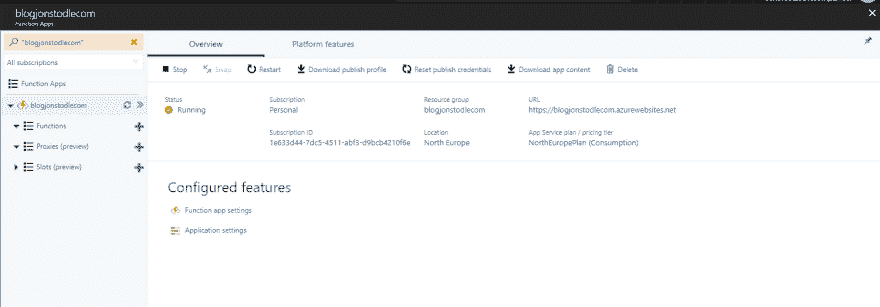 blogjonstodlecom
Function Apps
"blogjonstodlecom"
All subscriptions
Function Apps
blogjonstodlecom
Functions
Proxies (preview)
Slots (preview)
Overview Platform features
Stop Swap Restart Download publish profile Reset publish credentials Download app content Delete
Status Subscription Resource group URL
Running Personal blogjonstodlecom https://blogjonstodlecom.azurewebsites.net
Subscription ID Location App Service plan / pricing tier
1e633d44-7dc5-4511-abf3-d9bcb4210f6e North Europe NorthEuropePlan (Consumption)
Configured features
Function app settings
Application settings